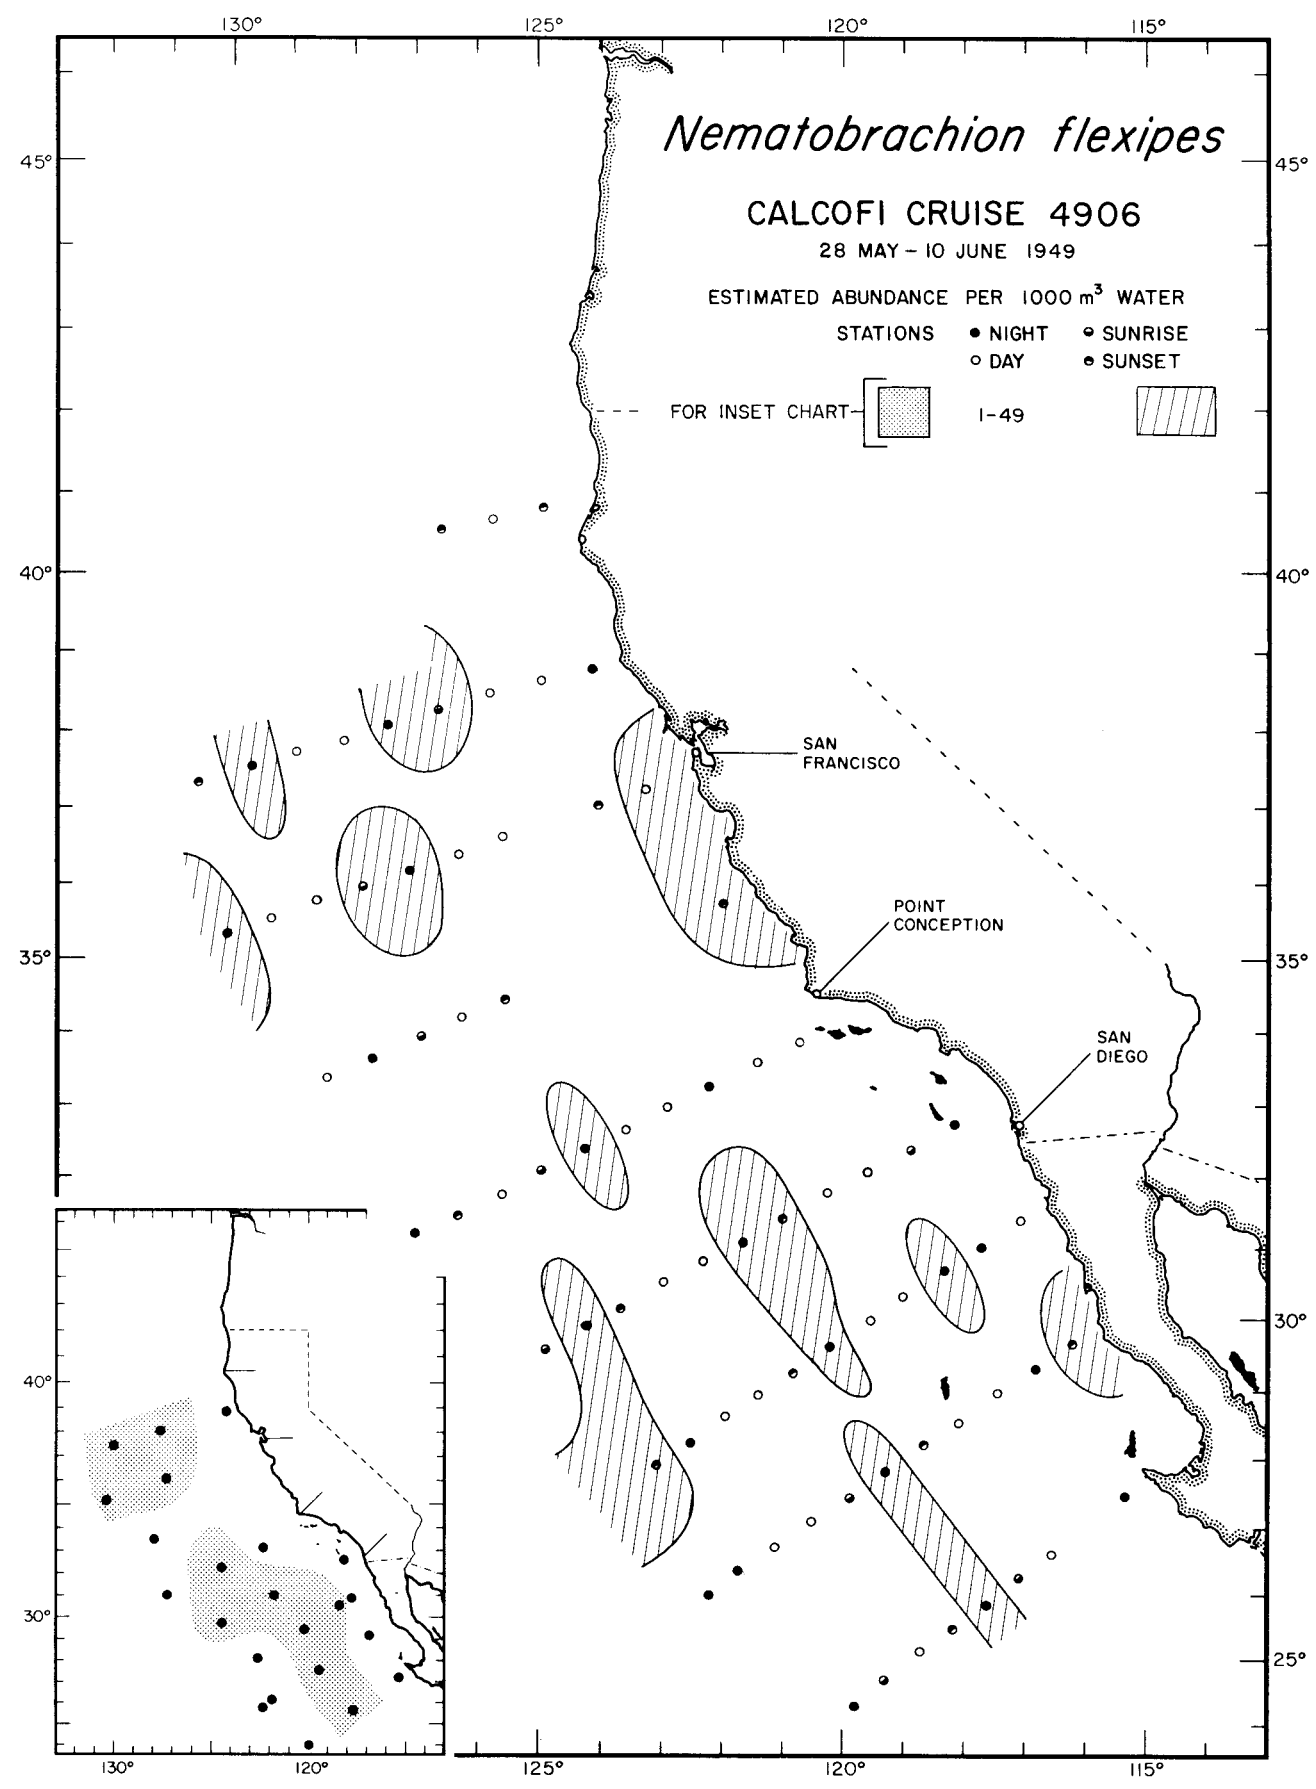 130° 125° 120° 115°
Nematobrachion flexipes
45° 45°
CALCOFI CRUISE 4906
28 MAY – 10 JUNE 1949
ESTIMATED ABUNDANCE PER 1000 m³ WATER
STATIONS ● NIGHT ◒ SUNRISE
○ DAY ◓ SUNSET
FOR INSET CHART 1–49
40° 40°
SAN
FRANCISCO
POINT
CONCEPTION
35° 35°
SAN
DIEGO
30°
40°
30°
25°
130° 120° 125° 120° 115°